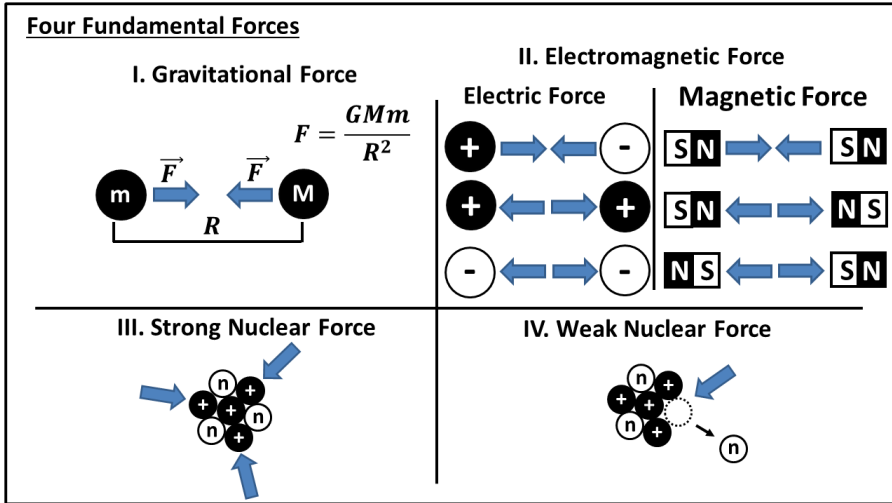 Four Fundamental Forces
I. Gravitational Force
F = GMm / R²
F⃗ F⃗
m M
R
II. Electromagnetic Force
Electric Force
+ -
+ +
- -
Magnetic Force
S N S N
S N N S
N S S N
III. Strong Nuclear Force
n +
+ + n
n +
IV. Weak Nuclear Force
n +
+ +
n +
n